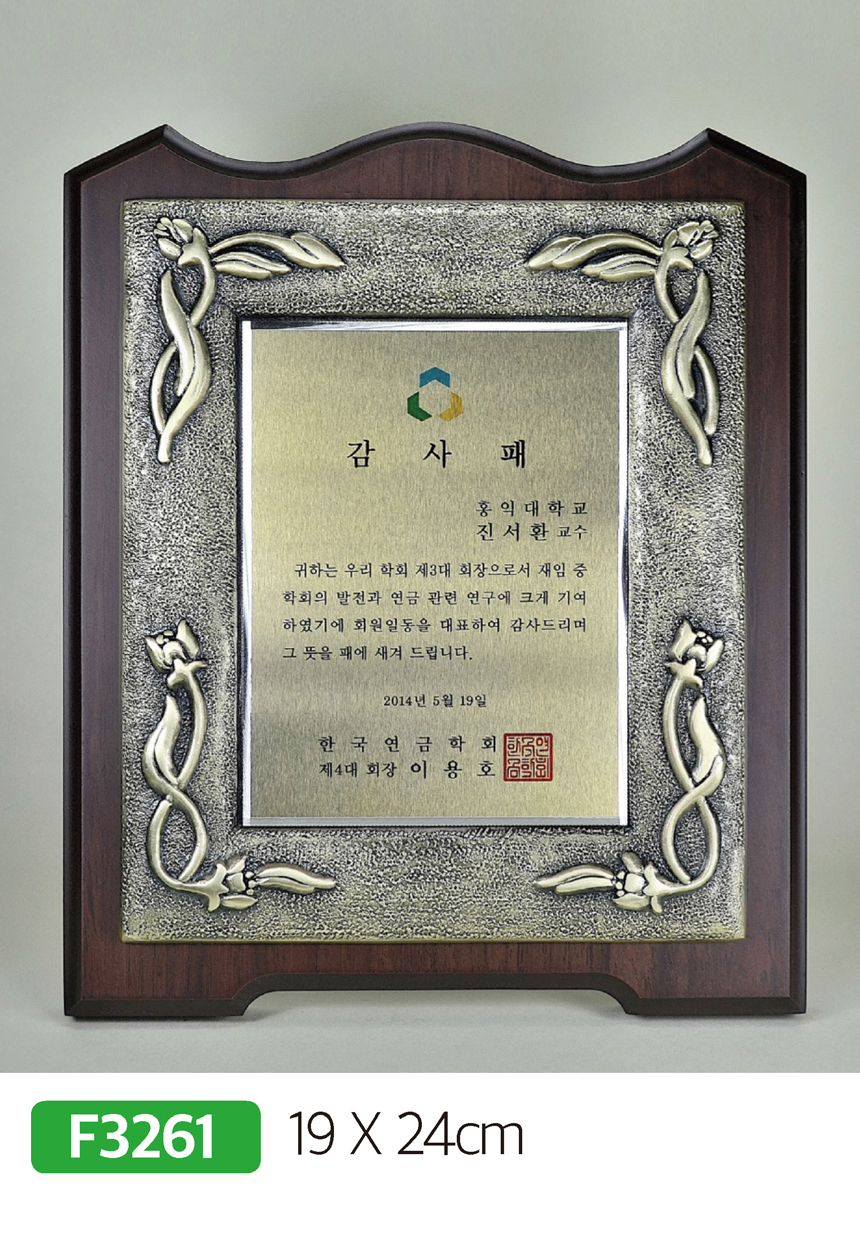 감 사 패
홍익대학교
진서환 교수
귀하는 우리 학회 제3대 회장으로서 재임 중
학회의 발전과 연금 관련 연구에 크게 기여
하였기에 회원일동을 대표하여 감사드리며
그 뜻을 패에 새겨 드립니다.
2014년 5월 19일
한국연금학회
제4대 회장 이용호
F3261 19 X 24cm